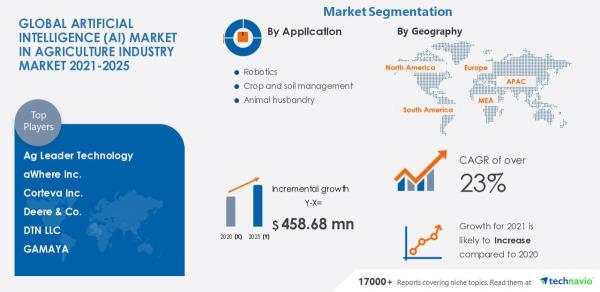 GLOBAL ARTIFICIAL
INTELLIGENCE (AI) MARKET
IN AGRICULTURE INDUSTRY
MARKET 2021-2025
Top
Players
Ag Leader Technology
aWhere Inc.
Corteva Inc.
Deere & Co.
DTN LLC
GAMAYA
Market Segmentation
By Application
Robotics
Crop and soil management
Animal husbandry
By Geography
North America
Europe
APAC
MEA
South America
Incremental growth
Y-X=
$ 458.68 mn
2020 (X)
2025 (Y)
CAGR of over
23%
Growth for 2021 is
likely to Increase
compared to 2020
17000+ Reports covering niche topics. Read them at
technavio